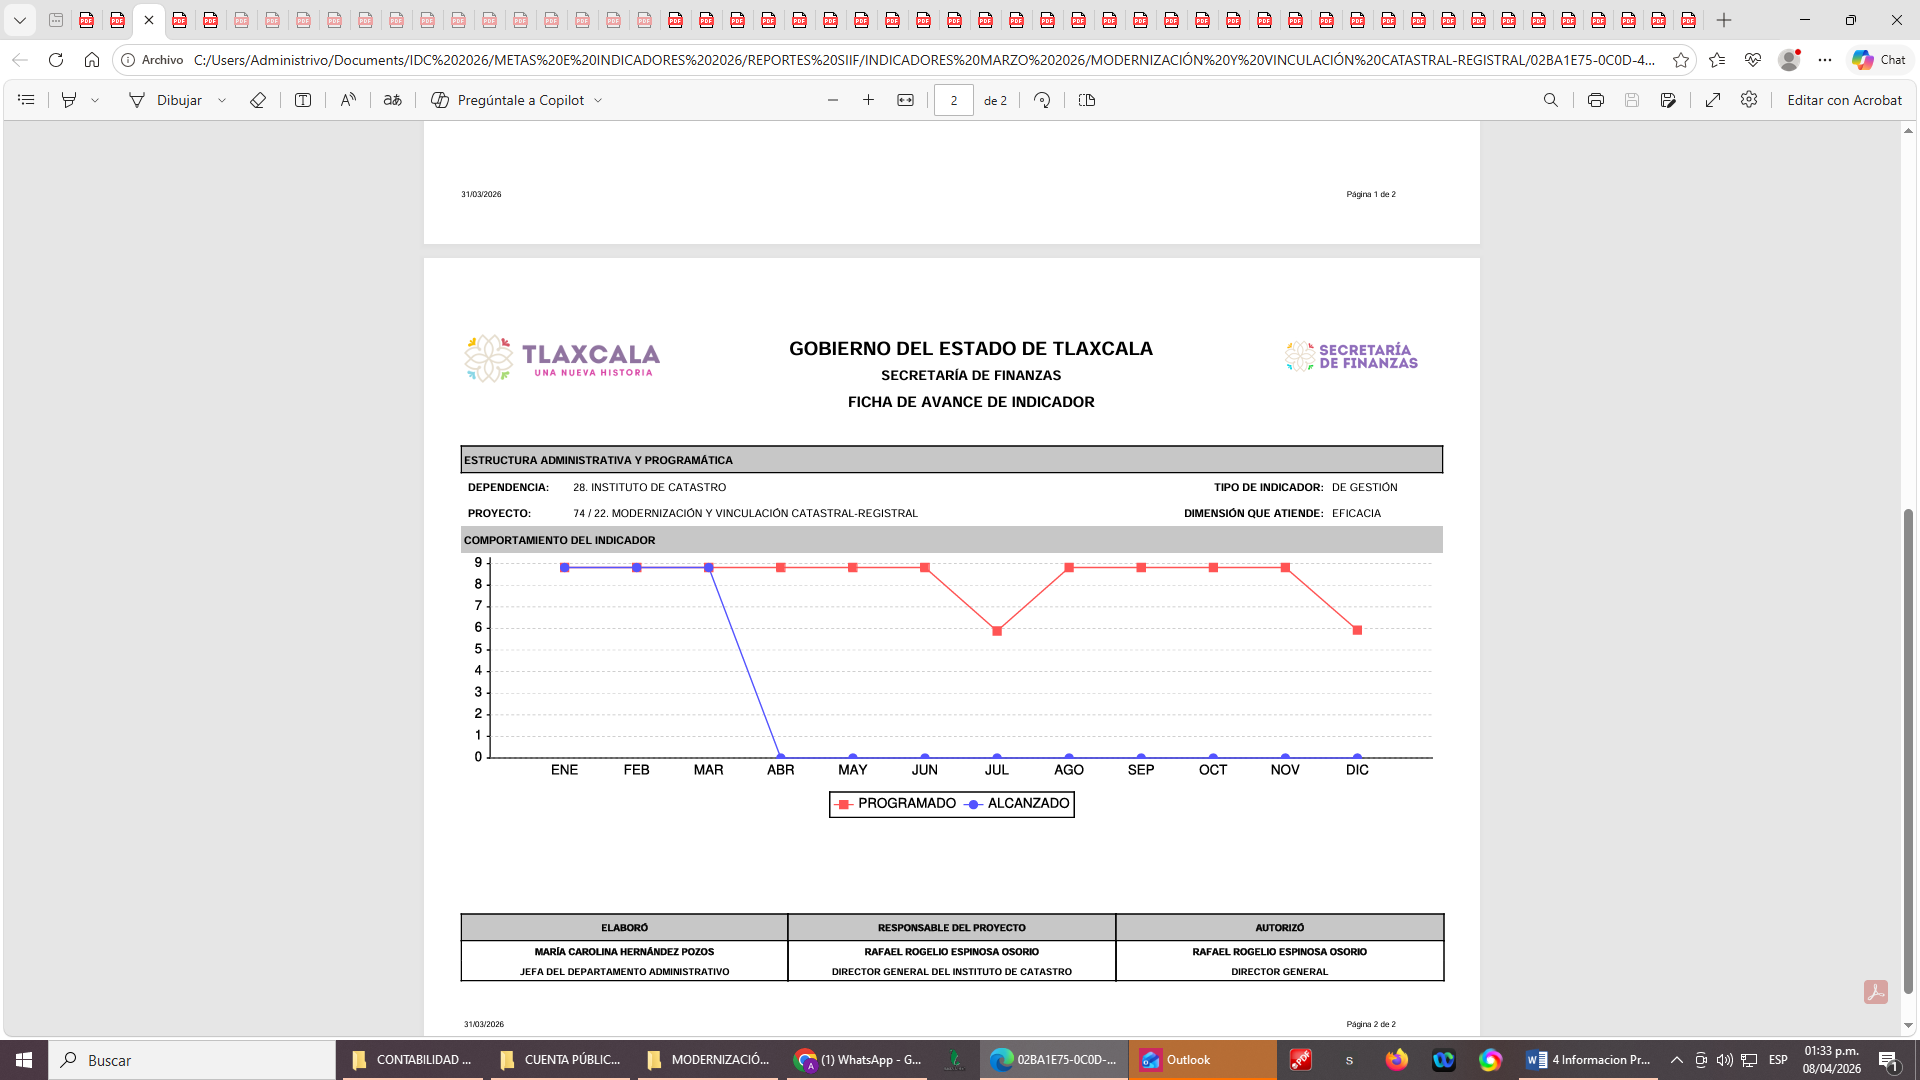 Archivo C:/Users/Administrivo/Documents/IDC%202026/METAS%20E%20INDICADORES%202026/REPORTES%20SIIF/INDICADORES%20MARZO%202026/MODERNIZACIÓN%20Y%20VINCULACIÓN%20CATASTRAL-REGISTRAL/02BA1E75-0C0D-4... Chat
Dibujar Pregúntale a Copilot 2 de 2 Editar con Acrobat
31/03/2026 Página 1 de 2
TLAXCALA
UNA NUEVA HISTORIA
GOBIERNO DEL ESTADO DE TLAXCALA
SECRETARÍA DE FINANZAS
FICHA DE AVANCE DE INDICADOR
SECRETARÍA
DE FINANZAS
ESTRUCTURA ADMINISTRATIVA Y PROGRAMÁTICA
DEPENDENCIA: 28. INSTITUTO DE CATASTRO TIPO DE INDICADOR: DE GESTIÓN
PROYECTO: 74 / 22. MODERNIZACIÓN Y VINCULACIÓN CATASTRAL-REGISTRAL DIMENSIÓN QUE ATIENDE: EFICACIA
COMPORTAMIENTO DEL INDICADOR
9
8
7
6
5
4
3
2
1
0
ENE FEB MAR ABR MAY JUN JUL AGO SEP OCT NOV DIC
PROGRAMADO ALCANZADO
ELABORÓ RESPONSABLE DEL PROYECTO AUTORIZÓ
MARÍA CAROLINA HERNÁNDEZ POZOS RAFAEL ROGELIO ESPINOSA OSORIO RAFAEL ROGELIO ESPINOSA OSORIO
JEFA DEL DEPARTAMENTO ADMINISTRATIVO DIRECTOR GENERAL DEL INSTITUTO DE CATASTRO DIRECTOR GENERAL
31/03/2026 Página 2 de 2
Buscar CONTABILIDAD ... CUENTA PÚBLIC... MODERNIZACIÓ... (1) WhatsApp - G... 02BA1E75-0C0D-... Outlook 4 Informacion Pr... ESP 01:33 p.m.
08/04/2026